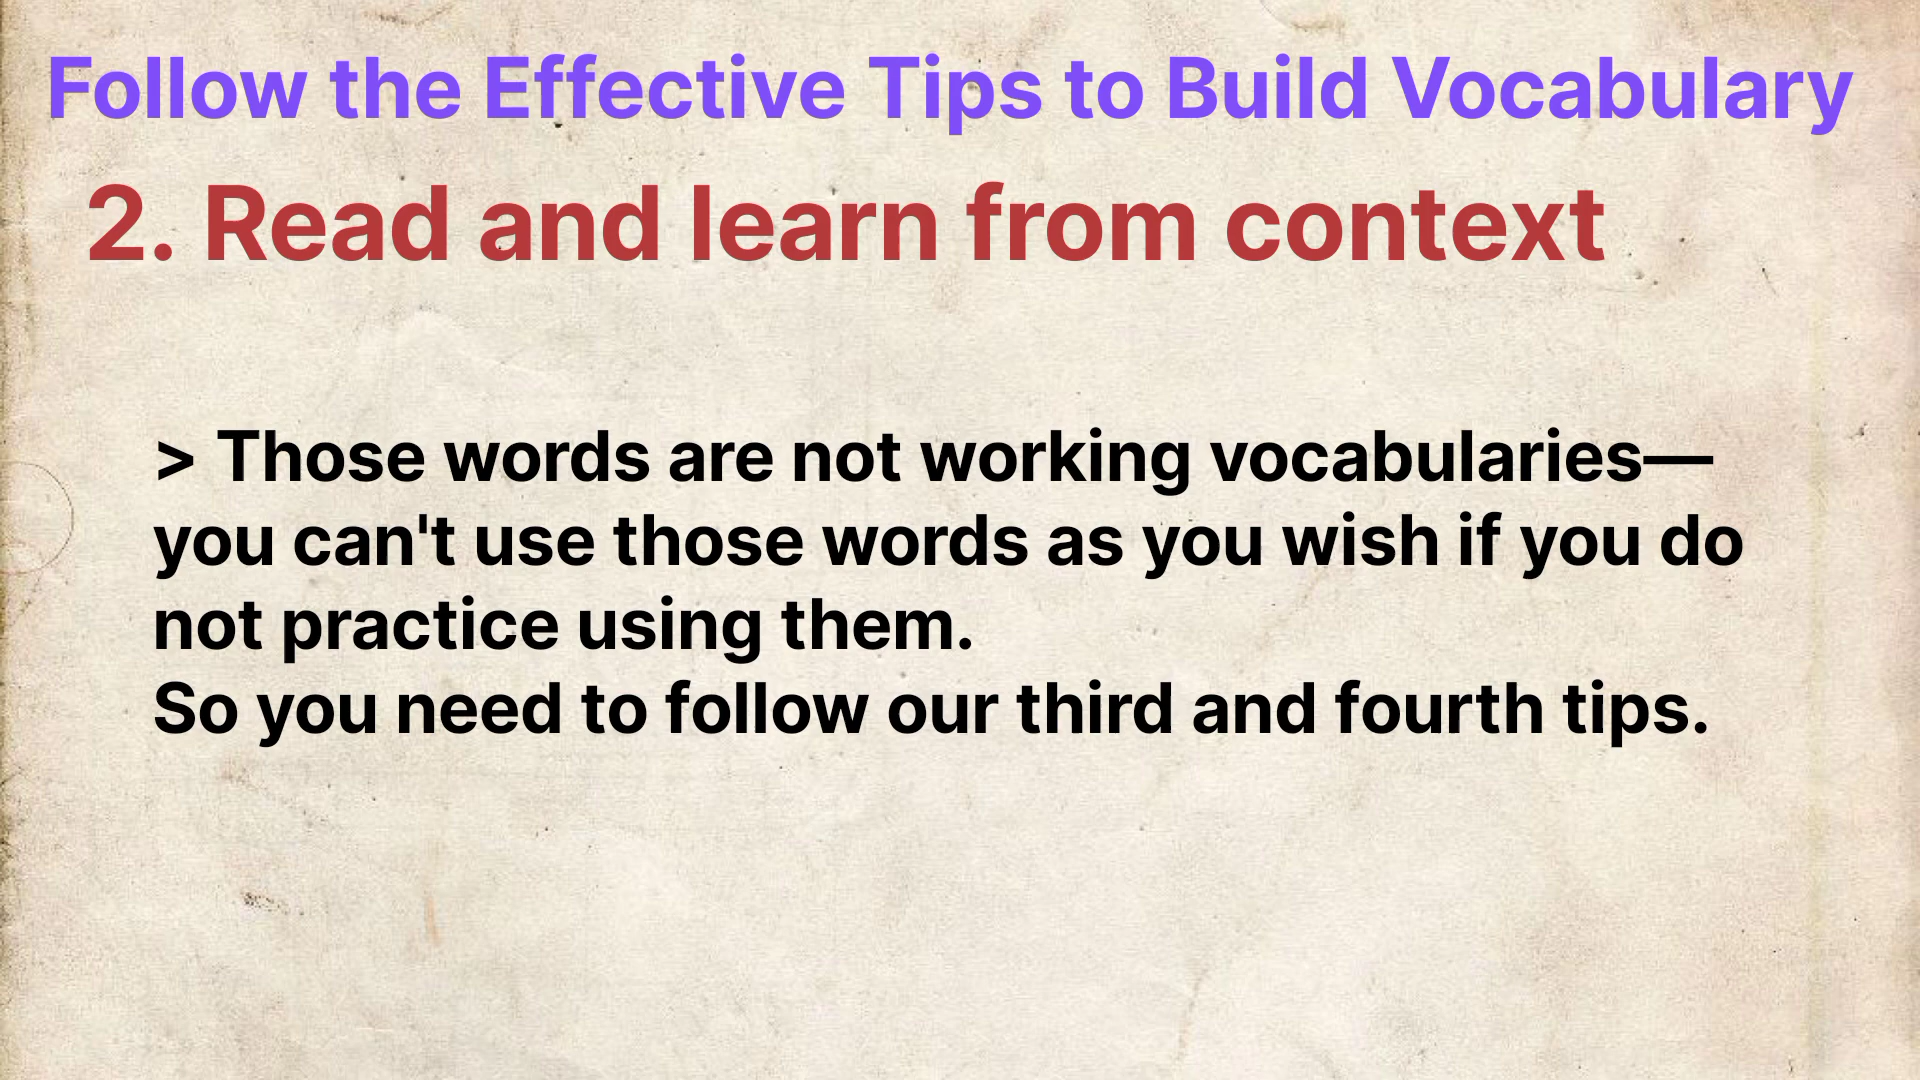 Follow the Effective Tips to Build Vocabulary
2. Read and learn from context
> Those words are not working vocabularies—
you can't use those words as you wish if you do
not practice using them.
So you need to follow our third and fourth tips.